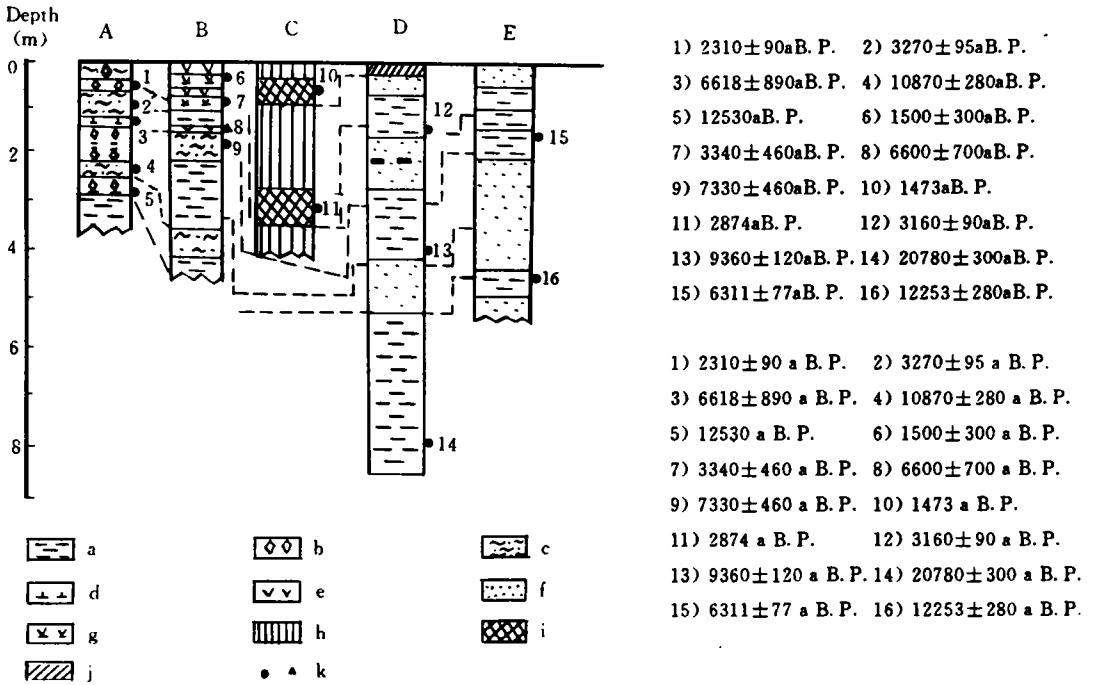 Depth
(m)
A B C D E
0
2
4
6
8
1
2
3
4
5
6
7
8
9
10
11
12
13
14
15
16
a b c
d e f
g h i
j k
1) 2310±90aB. P. 2) 3270±95aB. P.
3) 6618±890aB. P. 4) 10870±280aB. P.
5) 12530aB. P. 6) 1500±300aB. P.
7) 3340±460aB. P. 8) 6600±700aB. P.
9) 7330±460aB. P. 10) 1473aB. P.
11) 2874aB. P. 12) 3160±90aB. P.
13) 9360±120aB. P. 14) 20780±300aB. P.
15) 6311±77aB. P. 16) 12253±280aB. P.
1) 2310±90 a B. P. 2) 3270±95 a B. P.
3) 6618±890 a B. P. 4) 10870±280 a B. P.
5) 12530 a B. P. 6) 1500±300 a B. P.
7) 3340±460 a B. P. 8) 6600±700 a B. P.
9) 7330±460 a B. P. 10) 1473 a B. P.
11) 2874 a B. P. 12) 3160±90 a B. P.
13) 9360±120 a B. P. 14) 20780±300 a B. P.
15) 6311±77 a B. P. 16) 12253±280 a B. P.